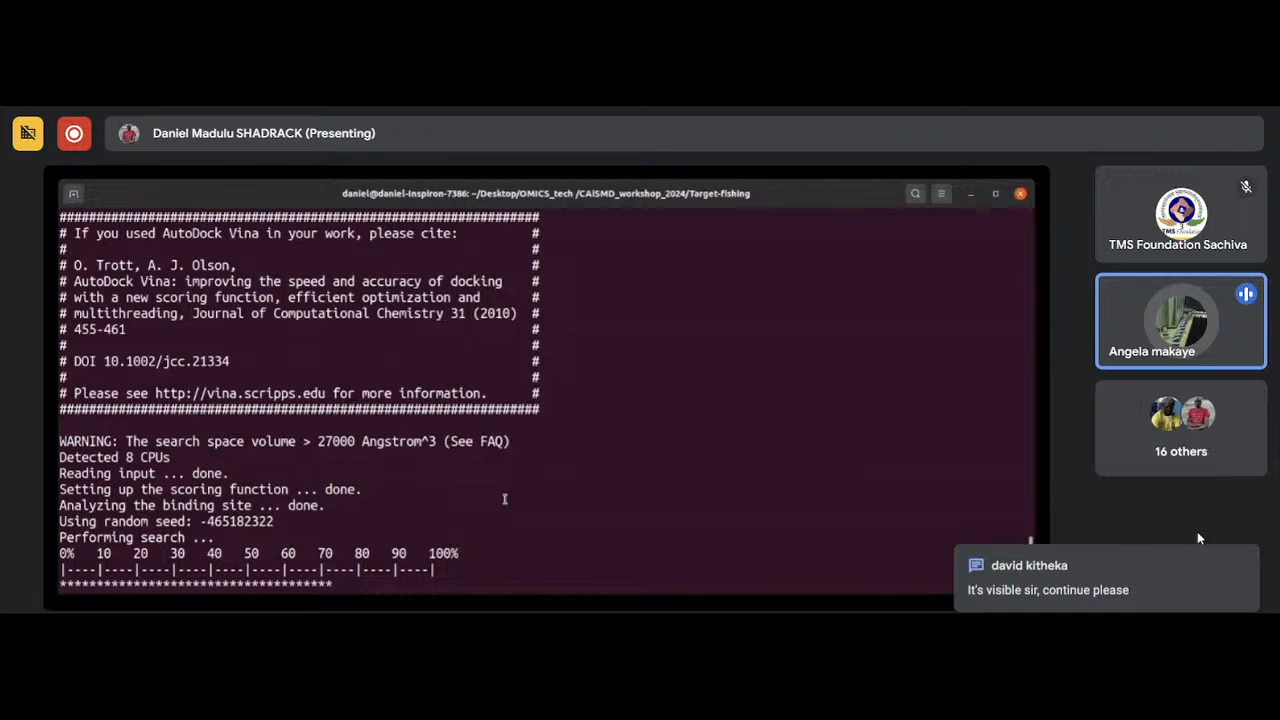 Daniel Madulu SHADRACK (Presenting)
daniel@daniel-Inspiron-7386: ~/Desktop/OMICS_tech /CAiSMD_workshop_2024/Target-fishing
#################################################################
# If you used AutoDock Vina in your work, please cite:          #
#                                                               #
# O. Trott, A. J. Olson,                                        #
# AutoDock Vina: improving the speed and accuracy of docking    #
# with a new scoring function, efficient optimization and       #
# multithreading, Journal of Computational Chemistry 31 (2010)  #
# 455-461                                                       #
#                                                               #
# DOI 10.1002/jcc.21334                                         #
#                                                               #
# Please see http://vina.scripps.edu for more information.      #
#################################################################
WARNING: The search space volume > 27000 Angstrom^3 (See FAQ)
Detected 8 CPUs
Reading input ... done.
Setting up the scoring function ... done.
Analyzing the binding site ... done.
Using random seed: -465182322
Performing search ...
0%   10   20   30   40   50   60   70   80   90   100%
|----|----|----|----|----|----|----|----|----|----|
*************************************
TMS Foundation Sachiva
Angela makaye
16 others
david kitheka
It's visible sir, continue please